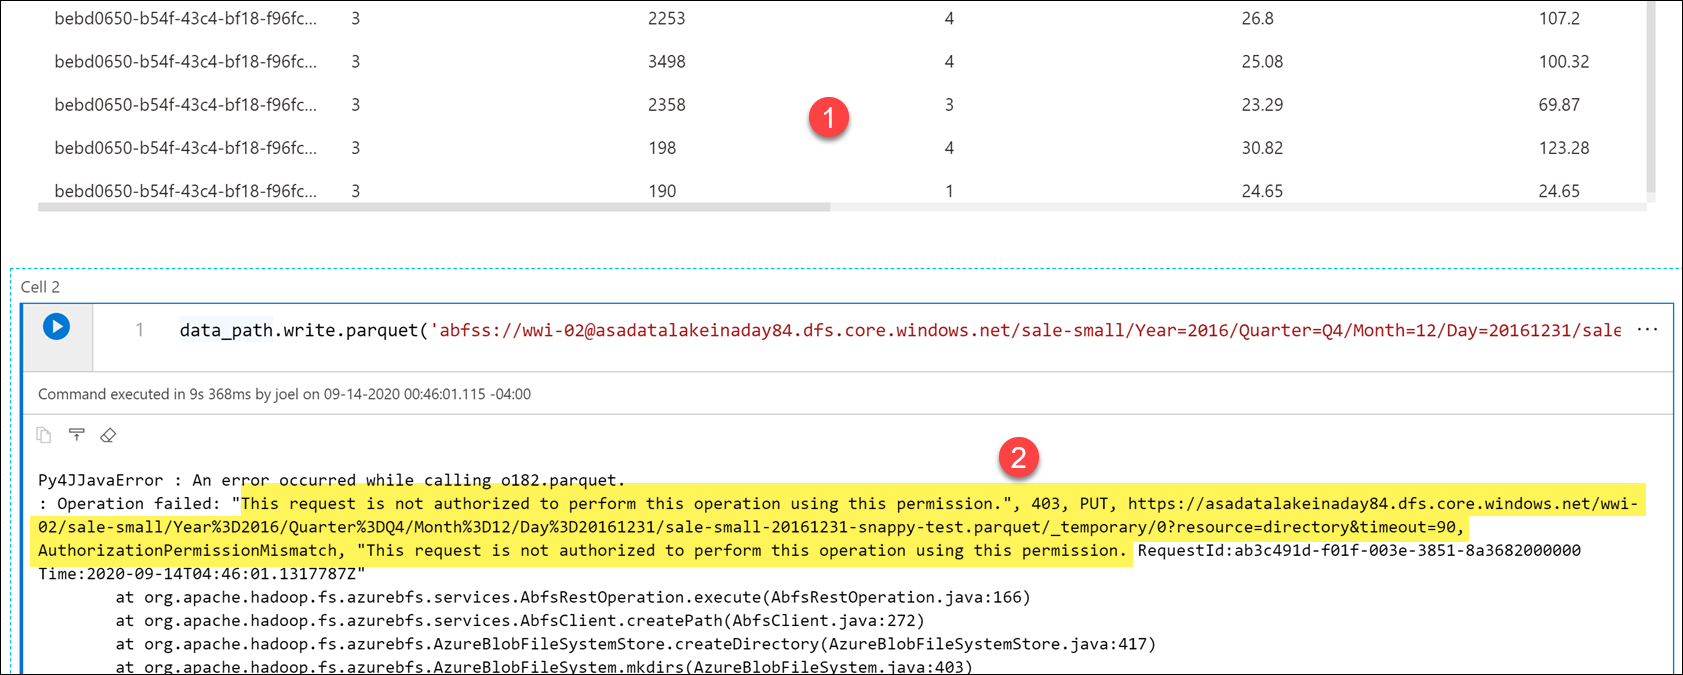 bebd0650-b54f-43c4-bf18-f96fc... 3 2253 4 26.8 107.2
bebd0650-b54f-43c4-bf18-f96fc... 3 3498 4 25.08 100.32
bebd0650-b54f-43c4-bf18-f96fc... 3 2358 3 23.29 69.87
1
bebd0650-b54f-43c4-bf18-f96fc... 3 198 4 30.82 123.28
bebd0650-b54f-43c4-bf18-f96fc... 3 190 1 24.65 24.65
Cell 2
1 data_path.write.parquet('abfss://wwi-02@asadatalakeinaday84.dfs.core.windows.net/sale-small/Year=2016/Quarter=Q4/Month=12/Day=20161231/sale ...
Command executed in 9s 368ms by joel on 09-14-2020 00:46:01.115 -04:00
2
Py4JJavaError : An error occurred while calling o182.parquet.
: Operation failed: "This request is not authorized to perform this operation using this permission.", 403, PUT, https://asadatalakeinaday84.dfs.core.windows.net/wwi-
02/sale-small/Year%3D2016/Quarter%3DQ4/Month%3D12/Day%3D20161231/sale-small-20161231-snappy-test.parquet/_temporary/0?resource=directory&timeout=90,
AuthorizationPermissionMismatch, "This request is not authorized to perform this operation using this permission. RequestId:ab3c491d-f01f-003e-3851-8a3682000000
Time:2020-09-14T04:46:01.1317787Z"
at org.apache.hadoop.fs.azurebfs.services.AbfsRestOperation.execute(AbfsRestOperation.java:166)
at org.apache.hadoop.fs.azurebfs.services.AbfsClient.createPath(AbfsClient.java:272)
at org.apache.hadoop.fs.azurebfs.AzureBlobFileSystemStore.createDirectory(AzureBlobFileSystemStore.java:417)
at org.apache.hadoop.fs.azurebfs.AzureBlobFileSystem.mkdirs(AzureBlobFileSystem.java:403)